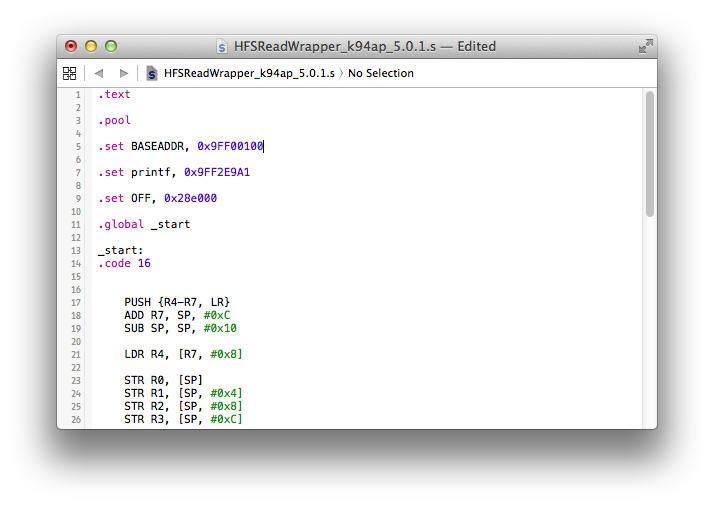 HFSReadWrapper_k94ap_5.0.1.s — Edited
HFSReadWrapper_k94ap_5.0.1.s 〉 No Selection
1 .text
2
3 .pool
4
5 .set BASEADDR, 0x9FF00100
6
7 .set printf, 0x9FF2E9A1
8
9 .set OFF, 0x28e000
10
11 .global _start
12
13 _start:
14 .code 16
15
16
17 PUSH {R4-R7, LR}
18 ADD R7, SP, #0xC
19 SUB SP, SP, #0x10
20
21 LDR R4, [R7, #0x8]
22
23 STR R0, [SP]
24 STR R1, [SP, #0x4]
25 STR R2, [SP, #0x8]
26 STR R3, [SP, #0xC]